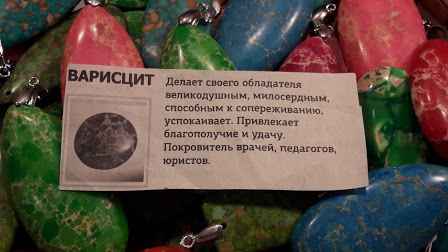 ВАРИСЦИТ
Делает своего обладателя
великодушным, милосердным,
способным к сопереживанию,
успокаивает. Привлекает
благополучие и удачу.
Покровитель врачей, педагогов,
юристов.